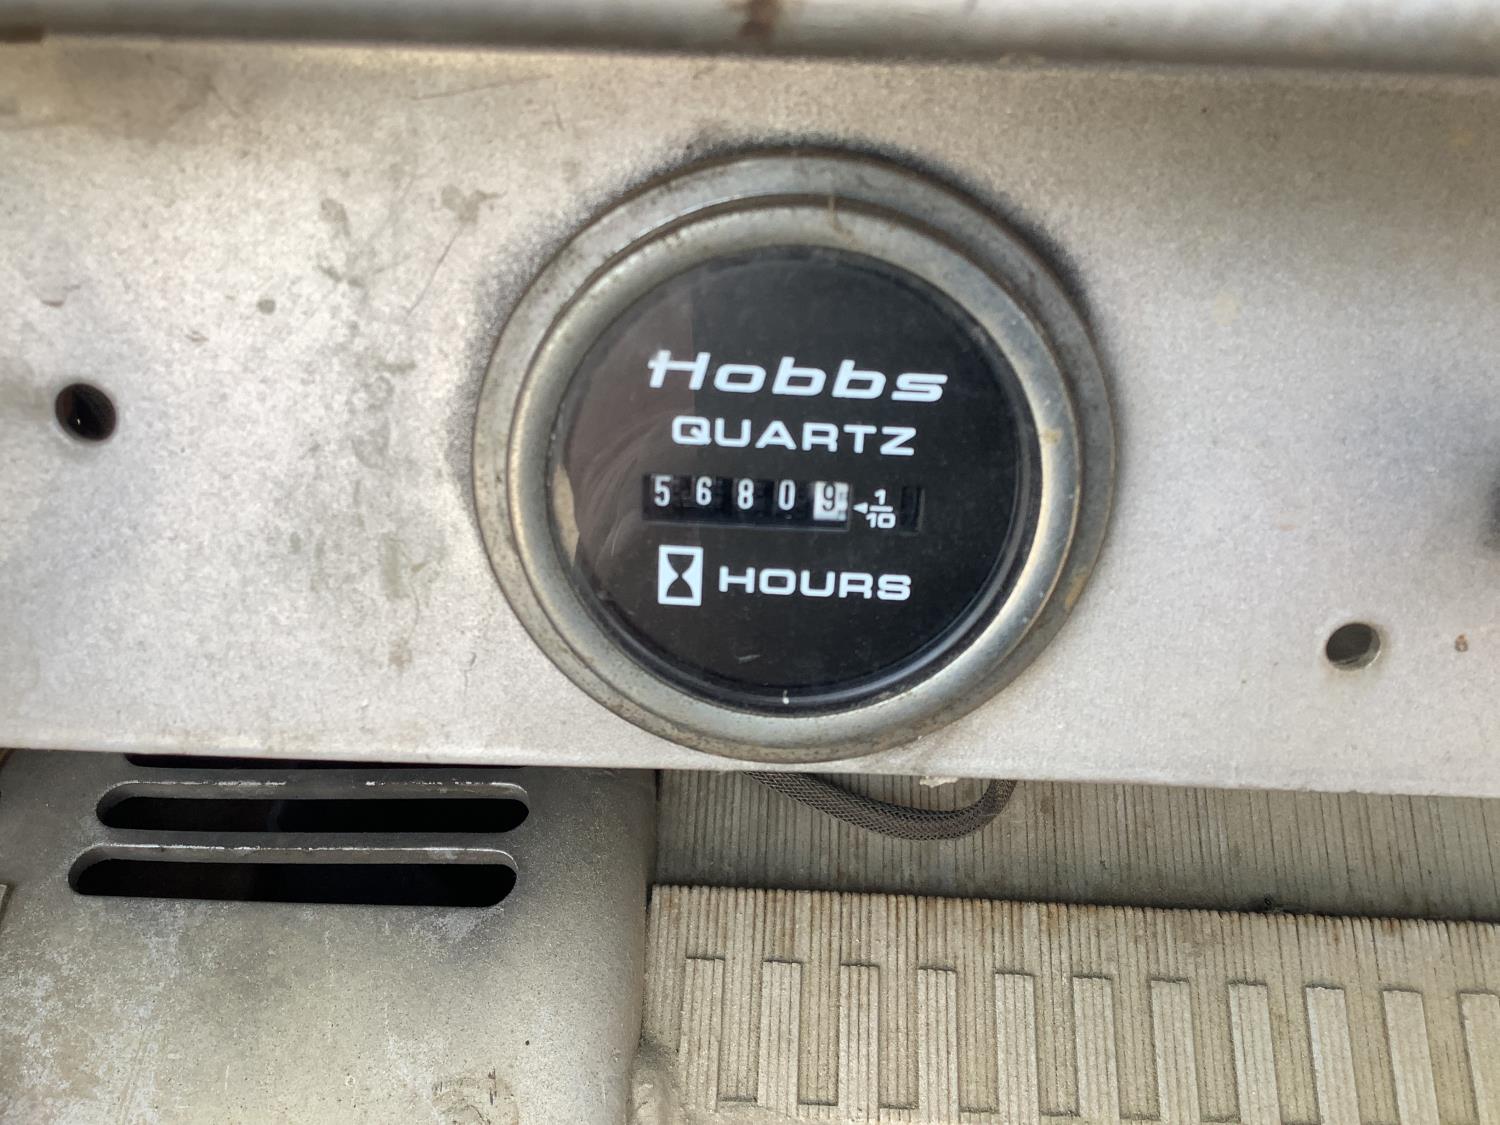 Hobbs
QUARTZ
56809 ◄1/10
HOURS